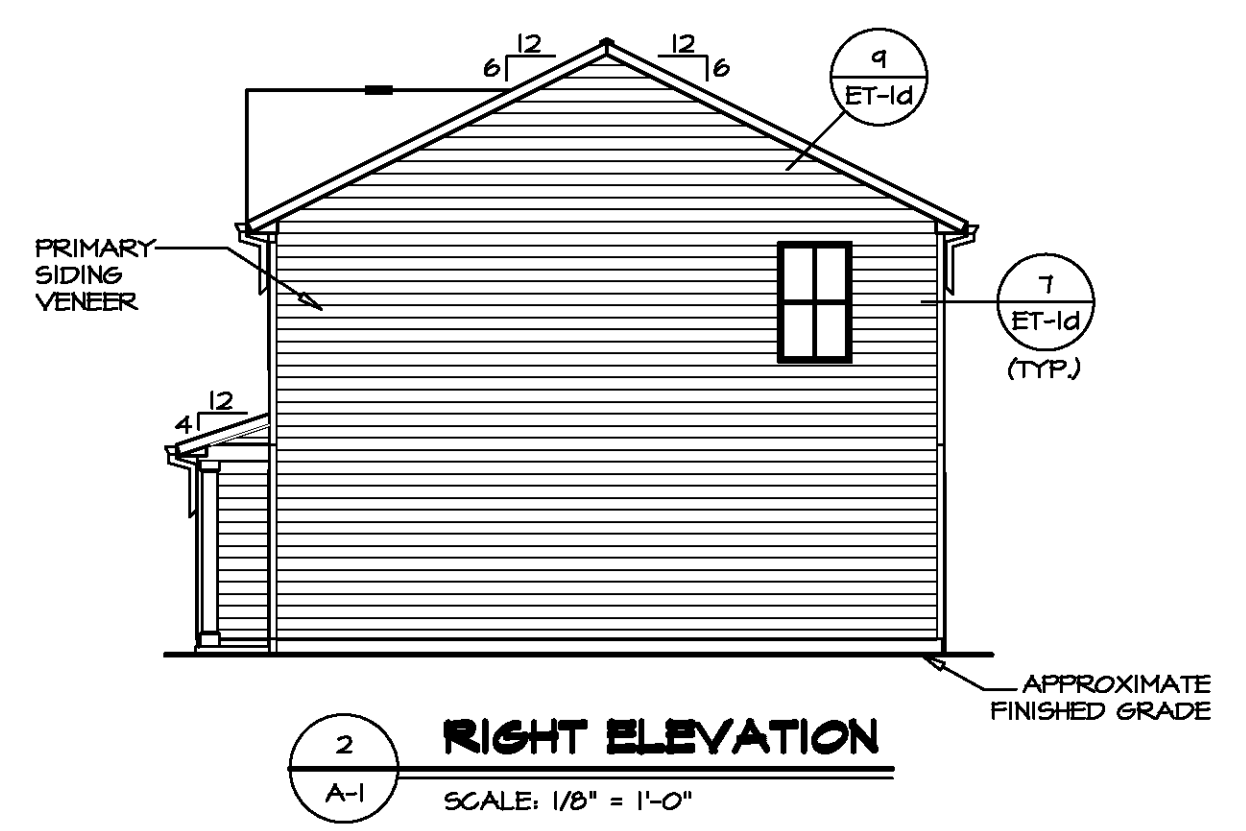 12
6
12
6
9
ET-1d
PRIMARY
SIDING
VENEER
7
ET-1d
(TYP.)
12
4
APPROXIMATE
FINISHED GRADE
2
A-1
RIGHT ELEVATION
SCALE: 1/8" = 1'-0"